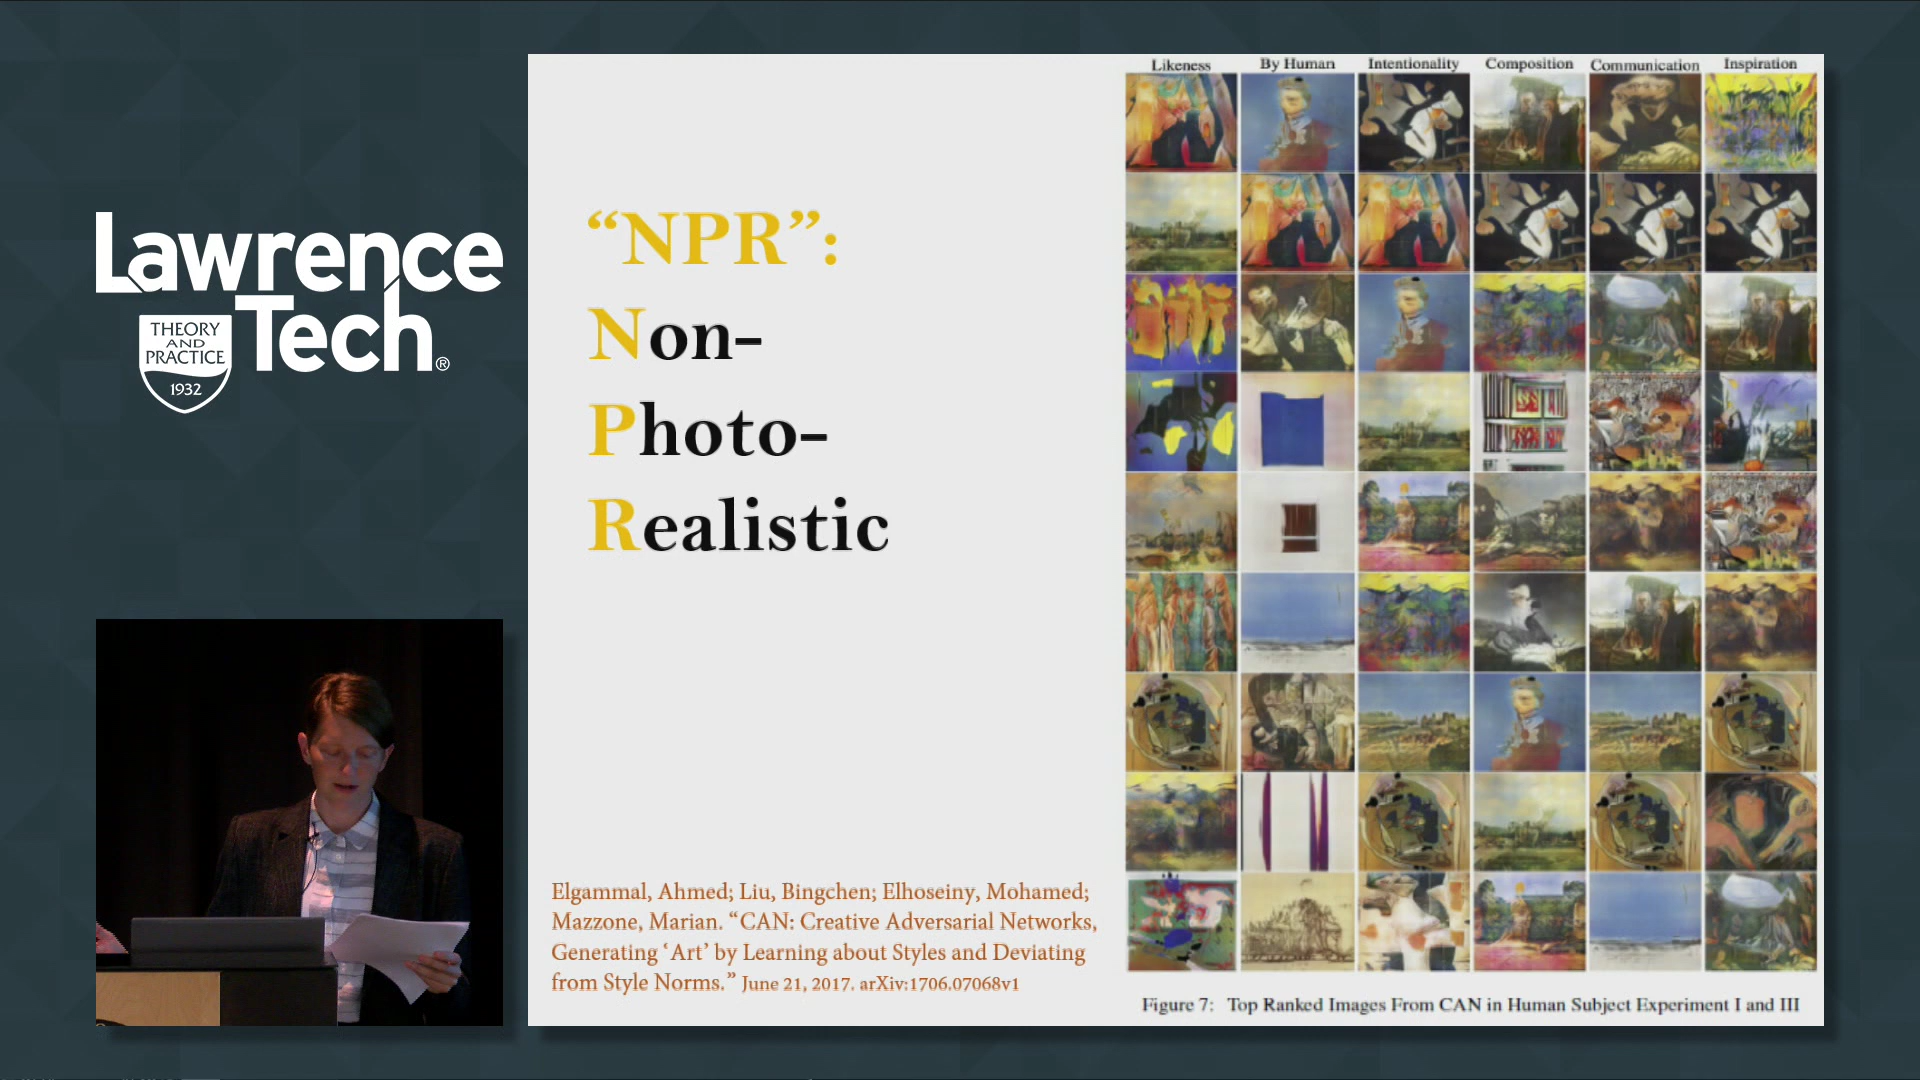 Lawrence
Tech®
THEORY
AND
PRACTICE
1932
“NPR”:
Non-
Photo-
Realistic
Elgammal, Ahmed; Liu, Bingchen; Elhoseiny, Mohamed;
Mazzone, Marian. “CAN: Creative Adversarial Networks,
Generating ‘Art’ by Learning about Styles and Deviating
from Style Norms.” June 21, 2017. arXiv:1706.07068v1
Likeness By Human Intentionality Composition Communication Inspiration
Figure 7: Top Ranked Images From CAN in Human Subject Experiment I and III